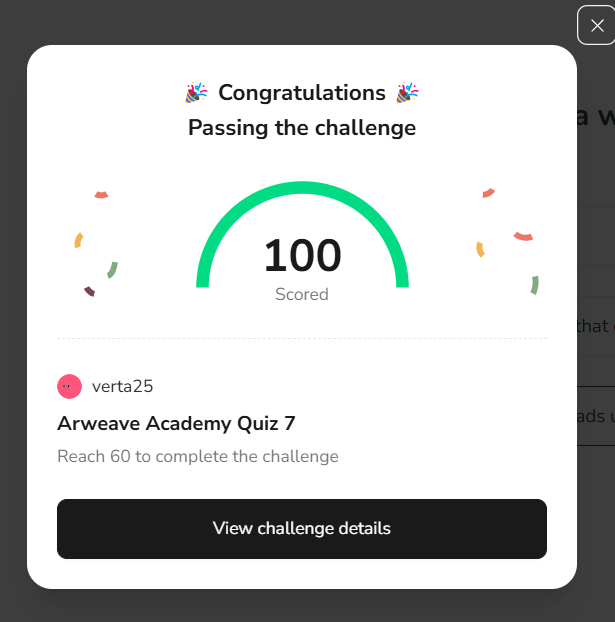 🎉 Congratulations 🎉
Passing the challenge
100
Scored
verta25
Arweave Academy Quiz 7
Reach 60 to complete the challenge
View challenge details
a w
that
ads u